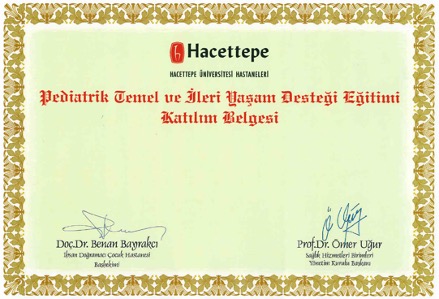 Hacettepe
HACETTEPE ÜNİVERSİTESİ HASTANELERİ
Pediatrik Temel ve İleri Yaşam Desteği Eğitimi
Katılım Belgesi
Doç.Dr. Benan Bayrakcı
İhsan Doğramacı Çocuk Hastanesi
Başhekimi
Prof.Dr. Ömer Uğur
Sağlık Hizmetleri Birimleri
Yönetim Kurulu Başkanı